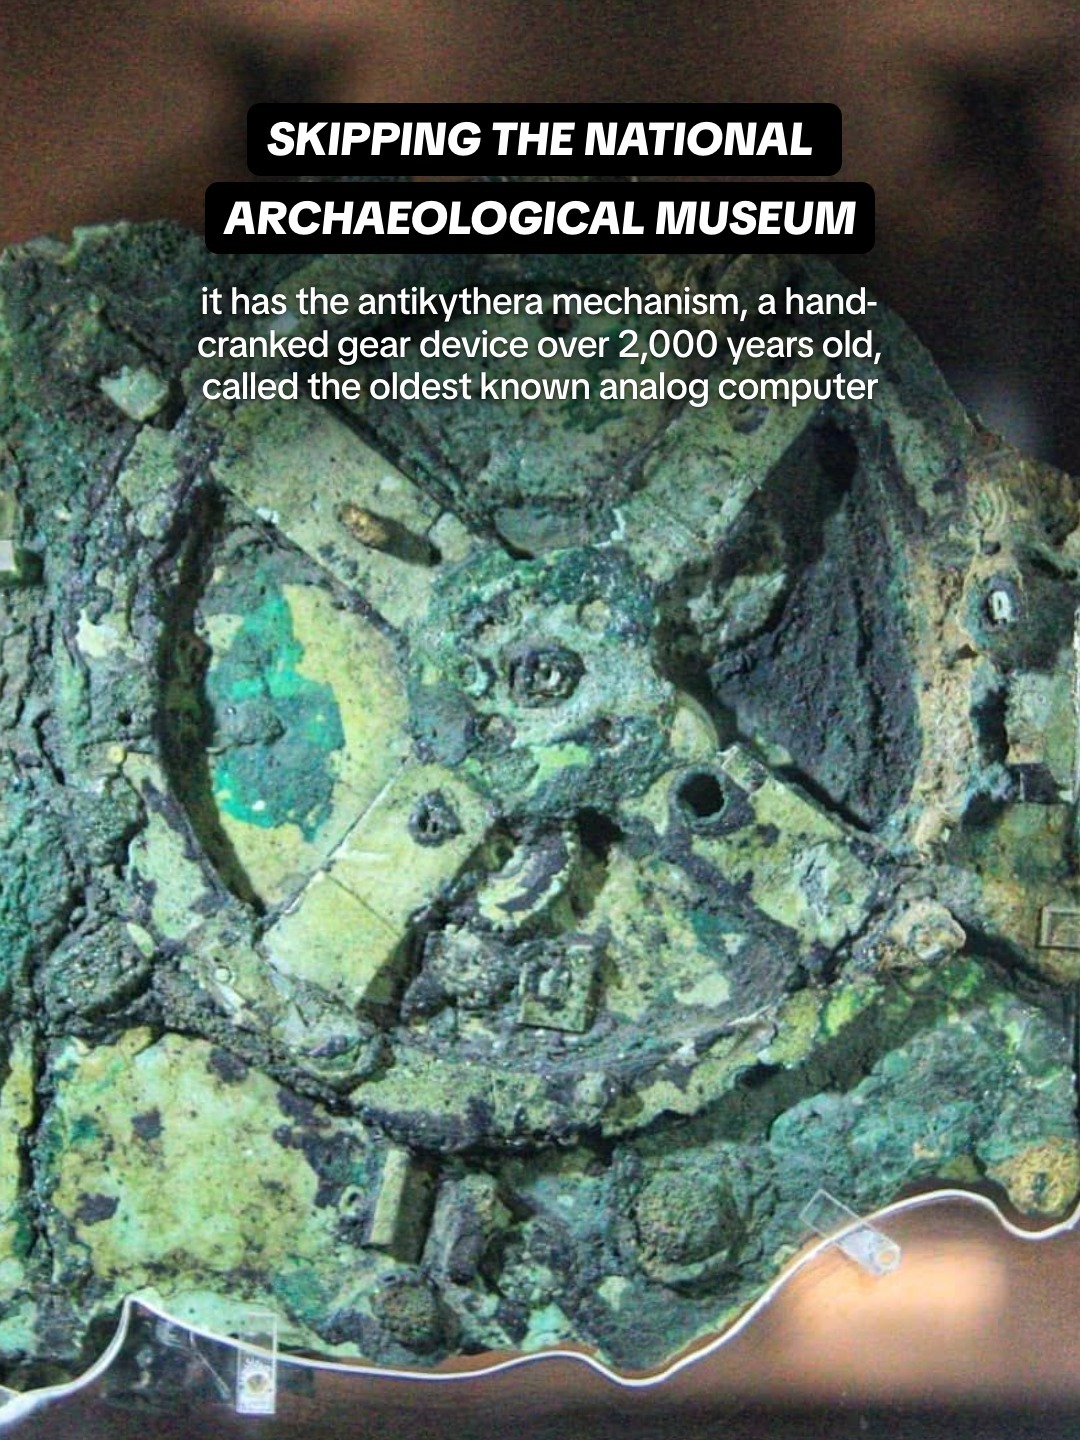 SKIPPING THE NATIONAL
ARCHAEOLOGICAL MUSEUM
it has the antikythera mechanism, a hand-
cranked gear device over 2,000 years old,
called the oldest known analog computer